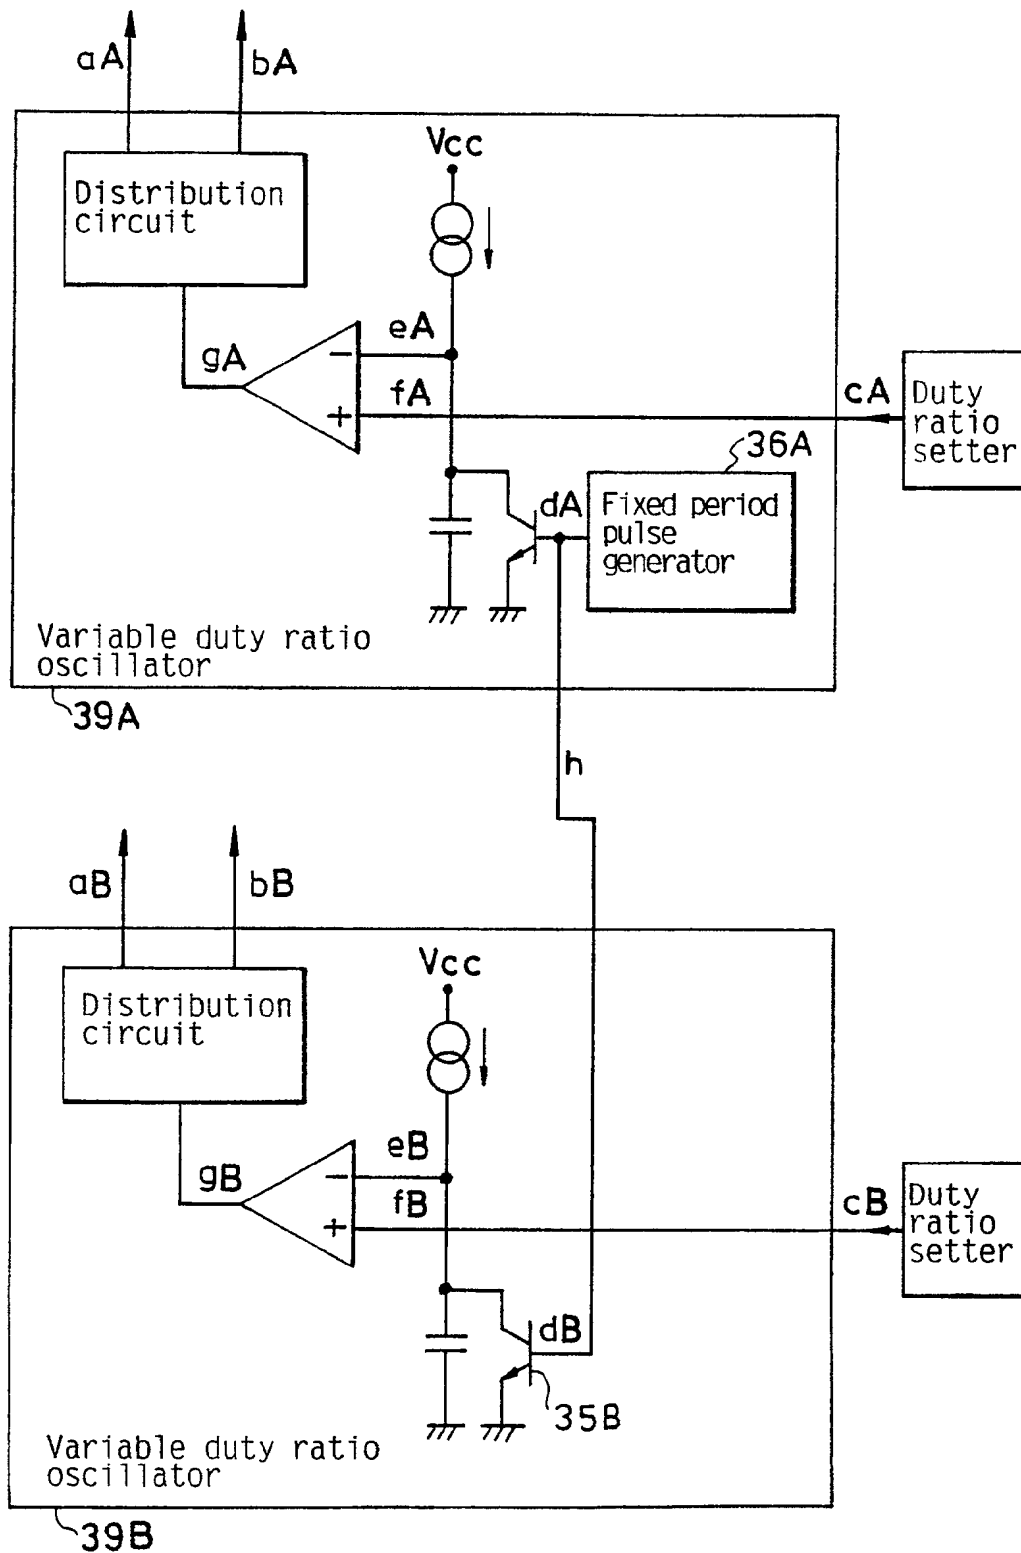 aA
bA
Vcc
Distribution
circuit
eA
gA
−
fA
+
cA
Duty
ratio
setter
36A
dA
Fixed period
pulse
generator
Variable duty ratio
oscillator
39A
h
aB
bB
Vcc
Distribution
circuit
eB
gB
−
fB
+
cB
Duty
ratio
setter
dB
35B
Variable duty ratio
oscillator
39B